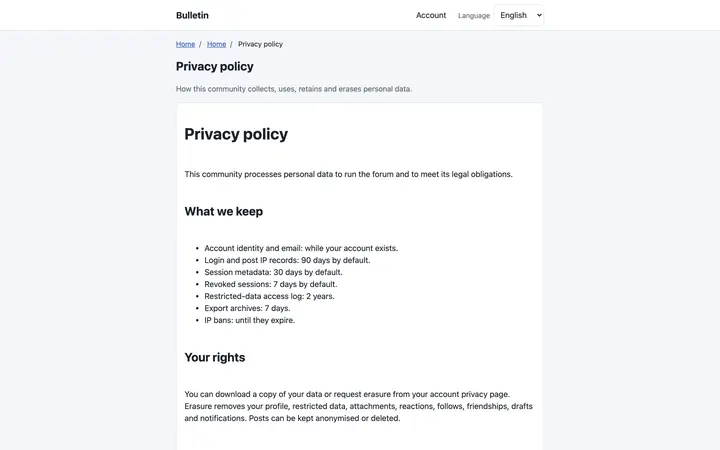 Bulletin
Account
Language
English
Home / Home / Privacy policy
Privacy policy
How this community collects, uses, retains and erases personal data.
Privacy policy
This community processes personal data to run the forum and to meet its legal obligations.
What we keep
• Account identity and email: while your account exists.
• Login and post IP records: 90 days by default.
• Session metadata: 30 days by default.
• Revoked sessions: 7 days by default.
• Restricted-data access log: 2 years.
• Export archives: 7 days.
• IP bans: until they expire.
Your rights
You can download a copy of your data or request erasure from your account privacy page.
Erasure removes your profile, restricted data, attachments, reactions, follows, friendships, drafts
and notifications. Posts can be kept anonymised or deleted.